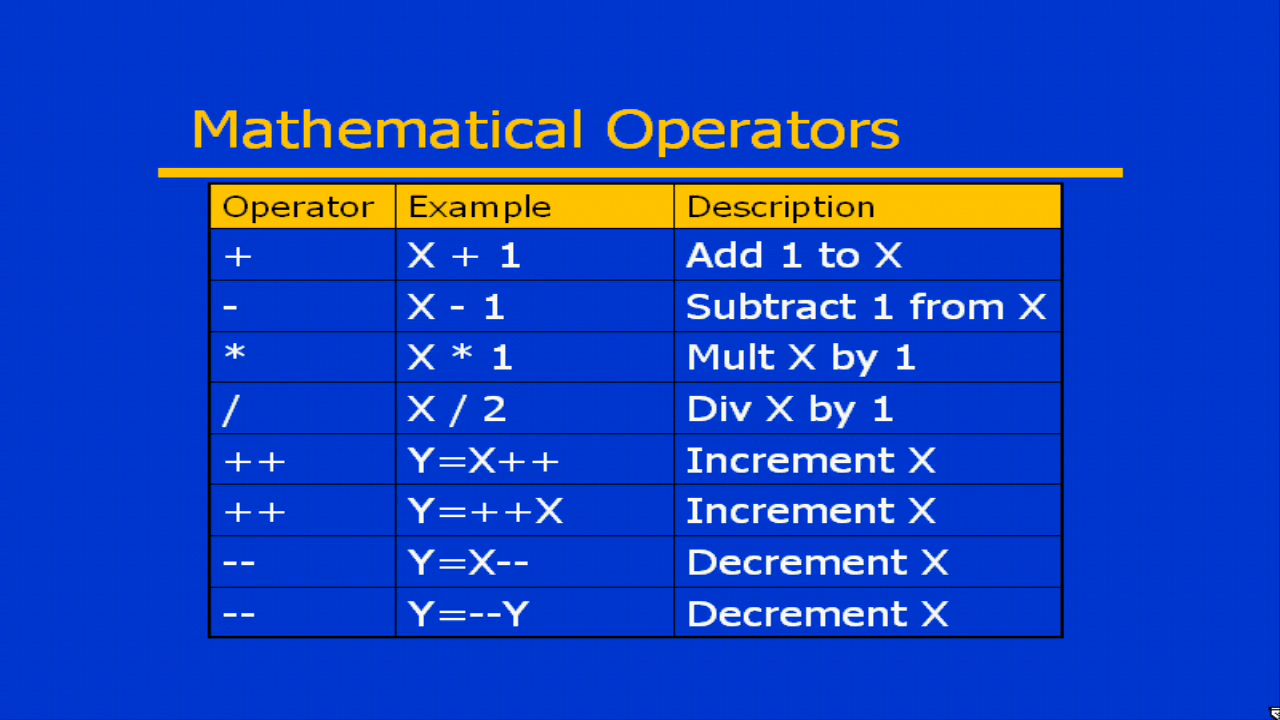 Mathematical Operators
Operator Example Description
+ X + 1 Add 1 to X
- X - 1 Subtract 1 from X
* X * 1 Mult X by 1
/ X / 2 Div X by 1
++ Y=X++ Increment X
++ Y=++X Increment X
-- Y=X-- Decrement X
-- Y=--Y Decrement X